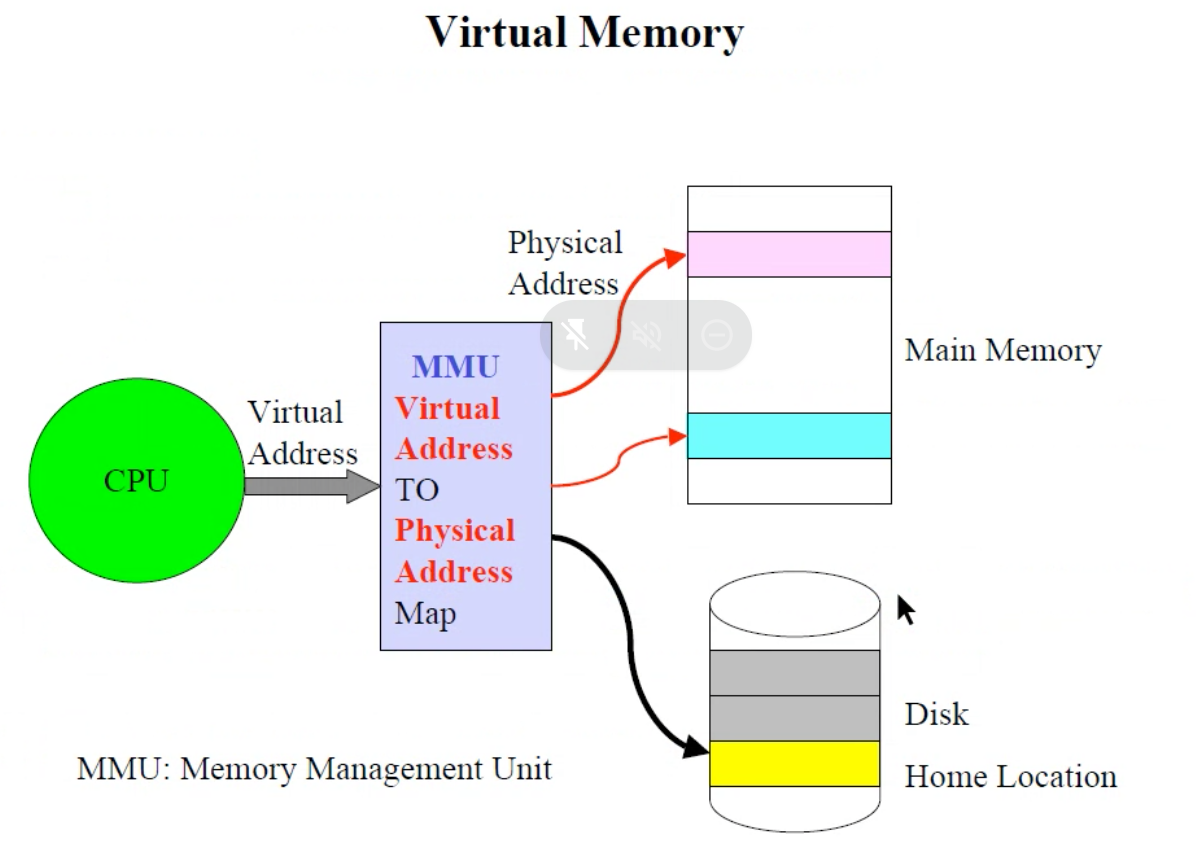 Virtual Memory
Physical
Address
Main Memory
MMU
Virtual
Address
TO
Physical
Address
Map
Virtual
Address
CPU
Disk
Home Location
MMU: Memory Management Unit